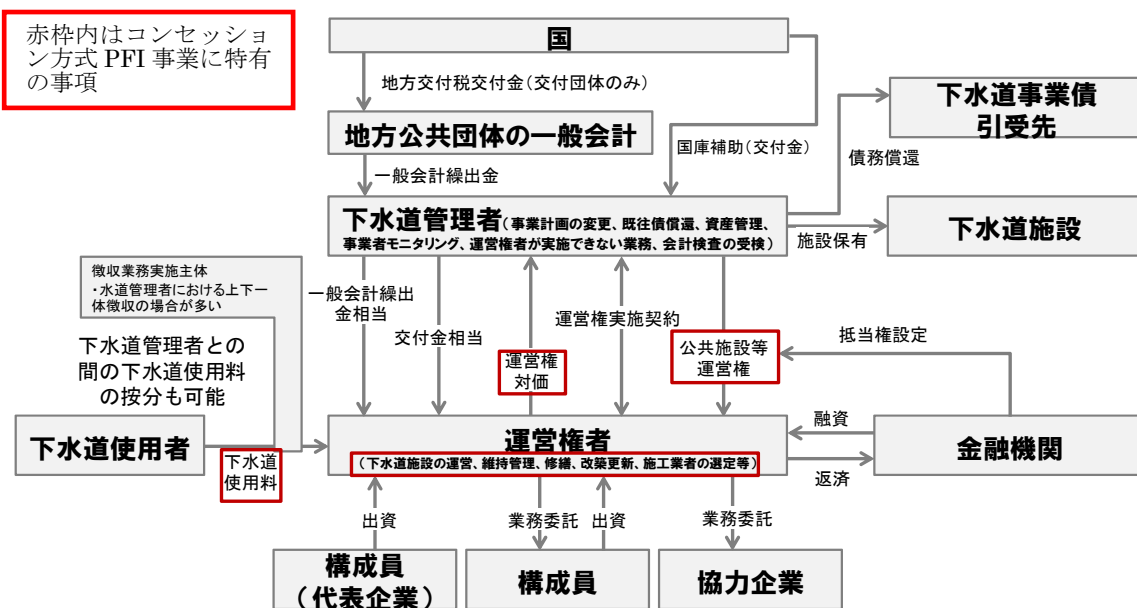 赤枠内はコンセッショ
ン方式 PFI 事業に特有
の事項
国
地方交付税交付金(交付団体のみ)
下水道事業債
引受先
地方公共団体の一般会計
国庫補助(交付金)
債務償還
一般会計繰出金
下水道管理者(事業計画の変更、既往債償還、資産管理、
事業者モニタリング、運営権者が実施できない業務、会計検査の受検)
施設保有
下水道施設
徴収業務実施主体
・水道管理者における上下一
体徴収の場合が多い
一般会計繰出
金相当
交付金相当
運営権
対価
運営権実施契約
公共施設等
運営権
抵当権設定
下水道管理者との
間の下水道使用料
の按分も可能
下水道使用者
下水道
使用料
運営権者
(下水道施設の運営、維持管理、修繕、改築更新、施工業者の選定等)
融資
返済
金融機関
出資
業務委託
出資
業務委託
構成員
(代表企業)
構成員
協力企業